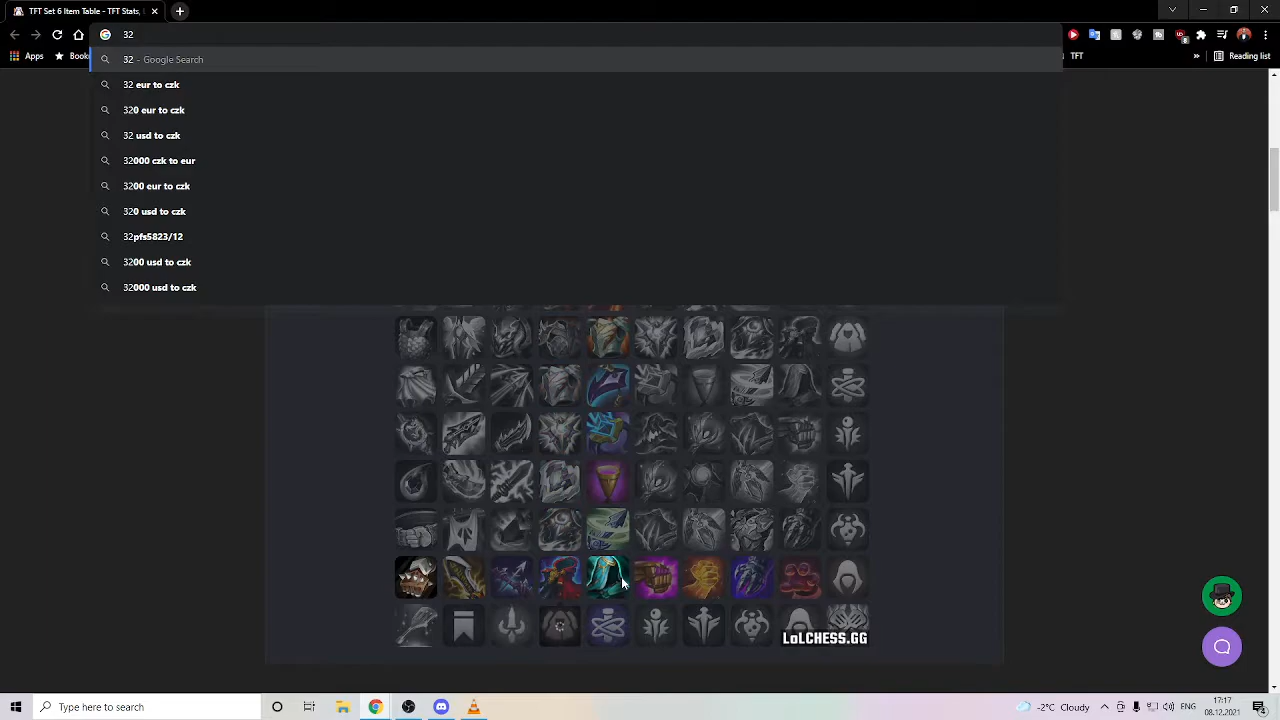 TFT Set 6 Item Table - TFT Stats,
32
Apps
Book
TFT
Reading list
32 - Google Search
32 eur to czk
320 eur to czk
32 usd to czk
32000 czk to eur
3200 eur to czk
320 usd to czk
32pfs5823/12
3200 usd to czk
32000 usd to czk
LoLCHESS.GG
Type here to search
-2°C Cloudy
ENG
17:17
08.12.2021